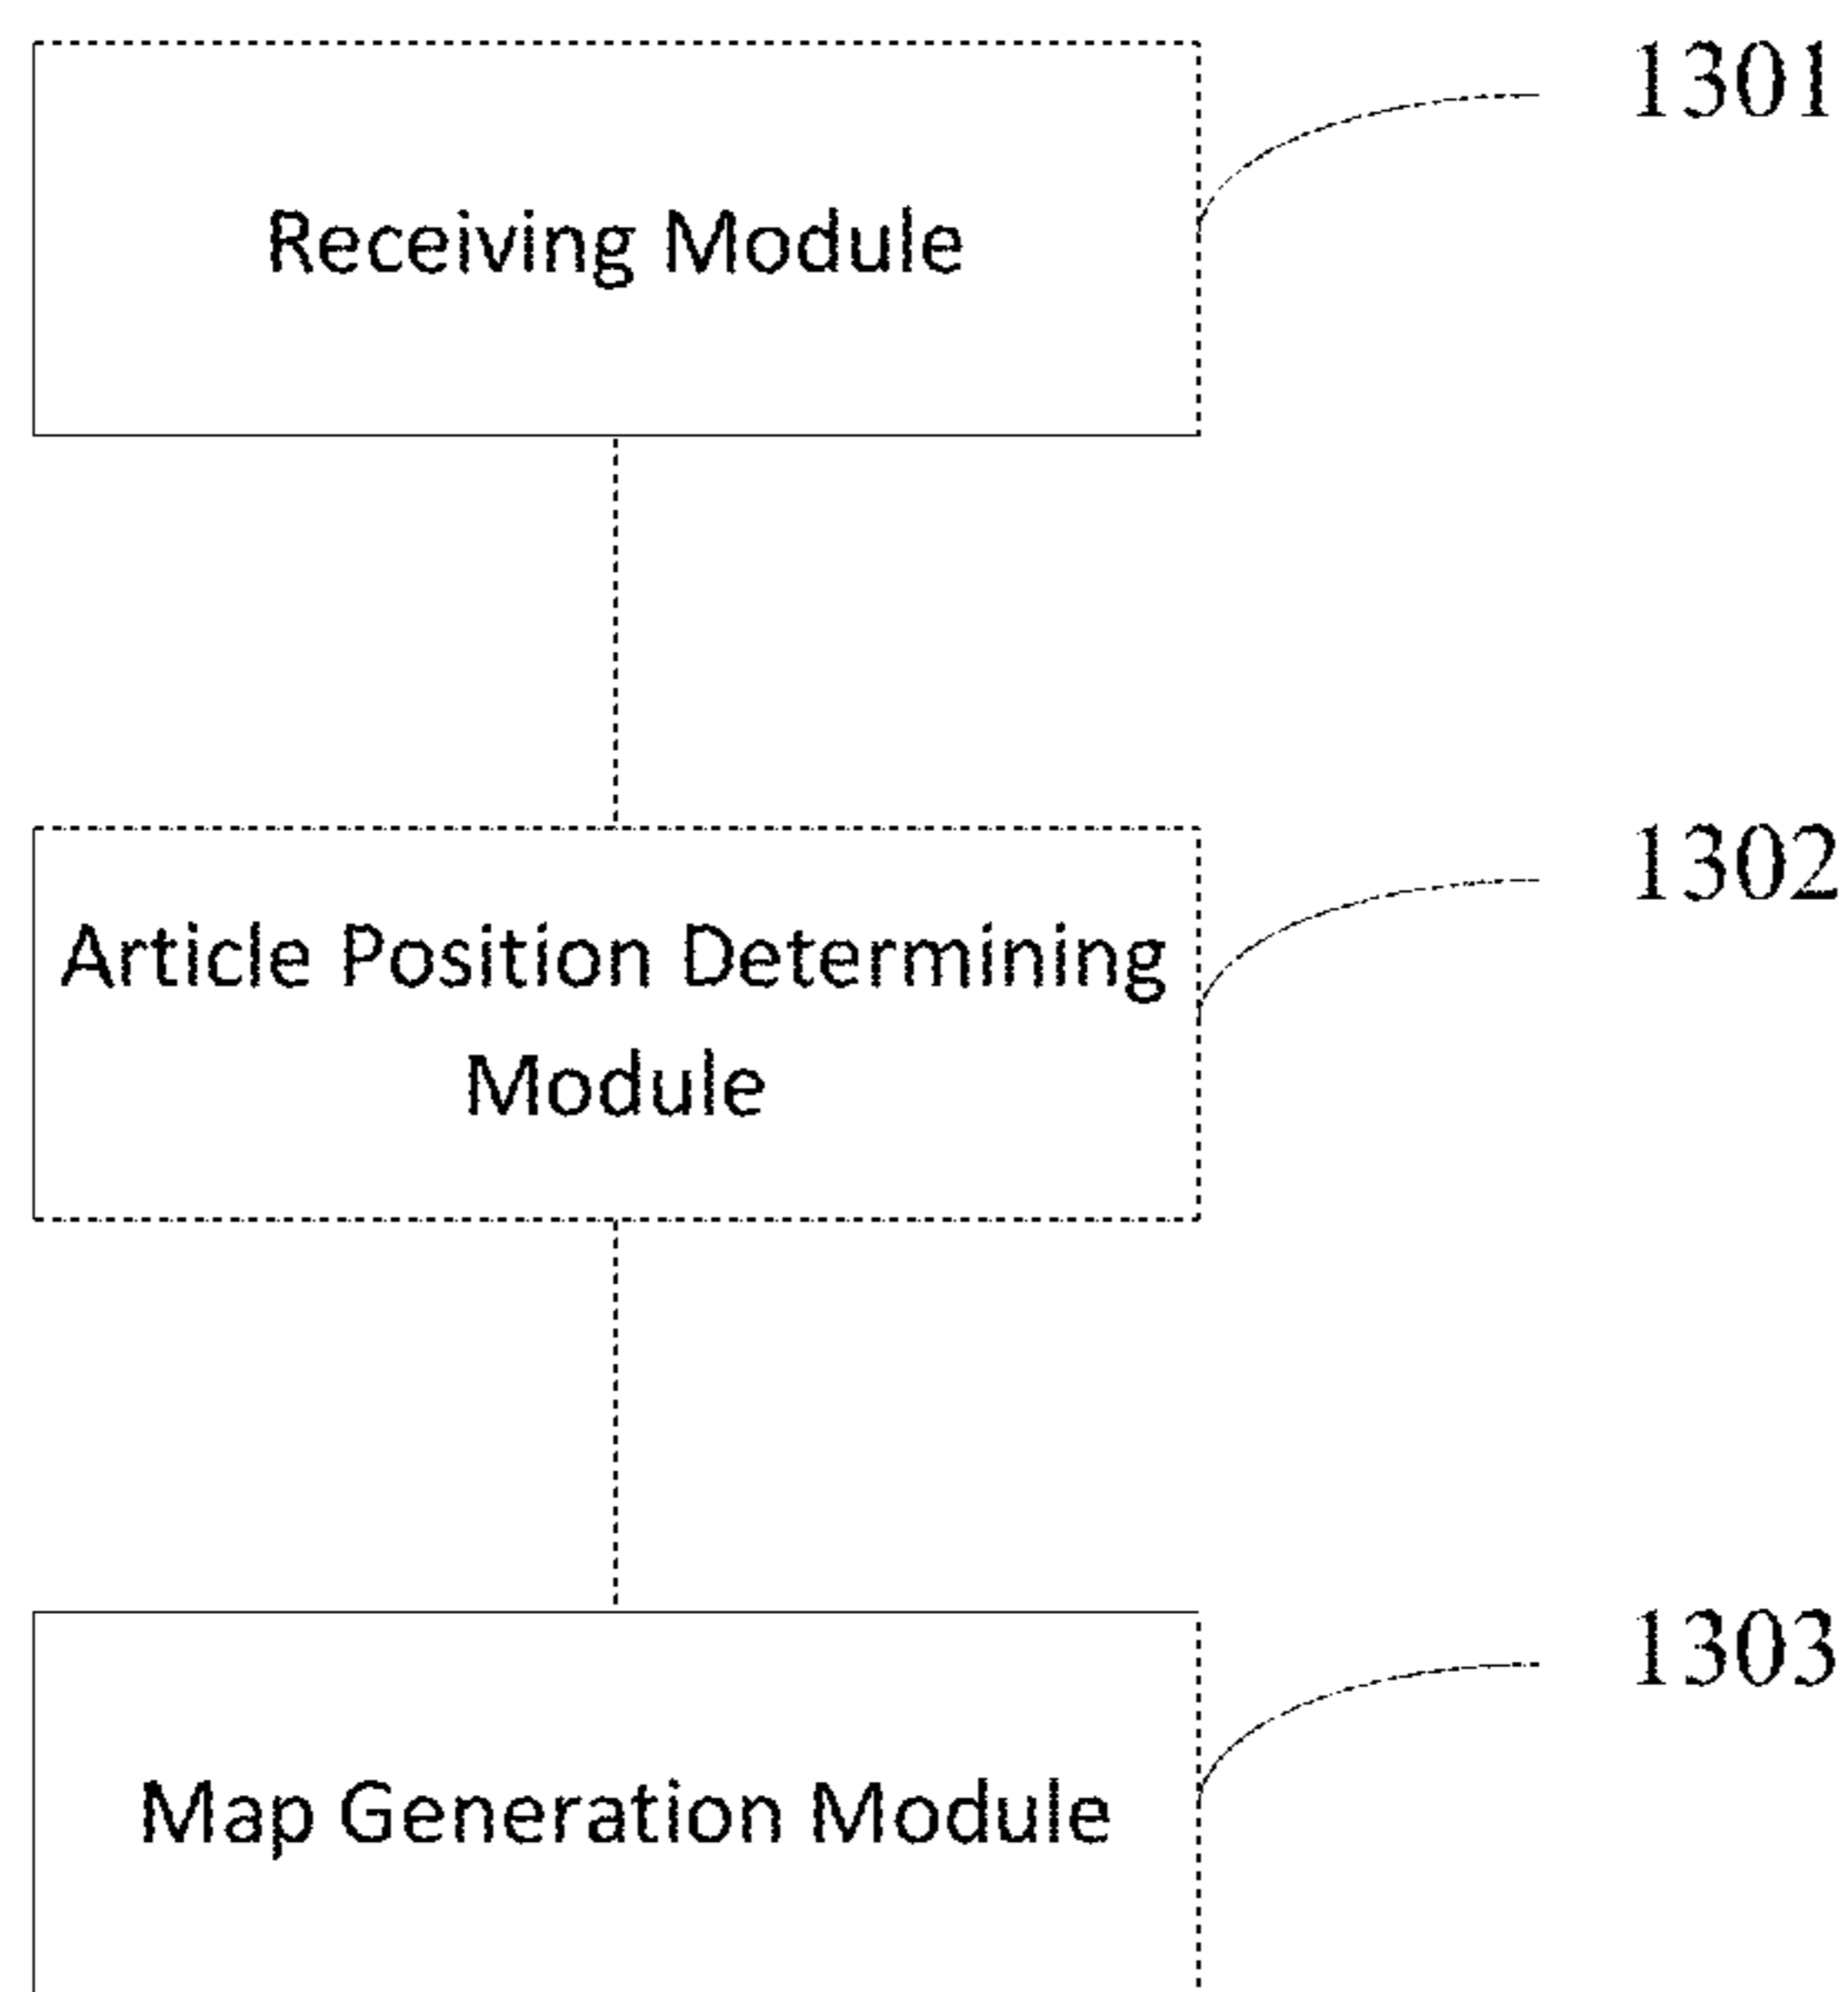 1301
Receiving Module
1302
Article Position Determining
Module
1303
Map Generation Module